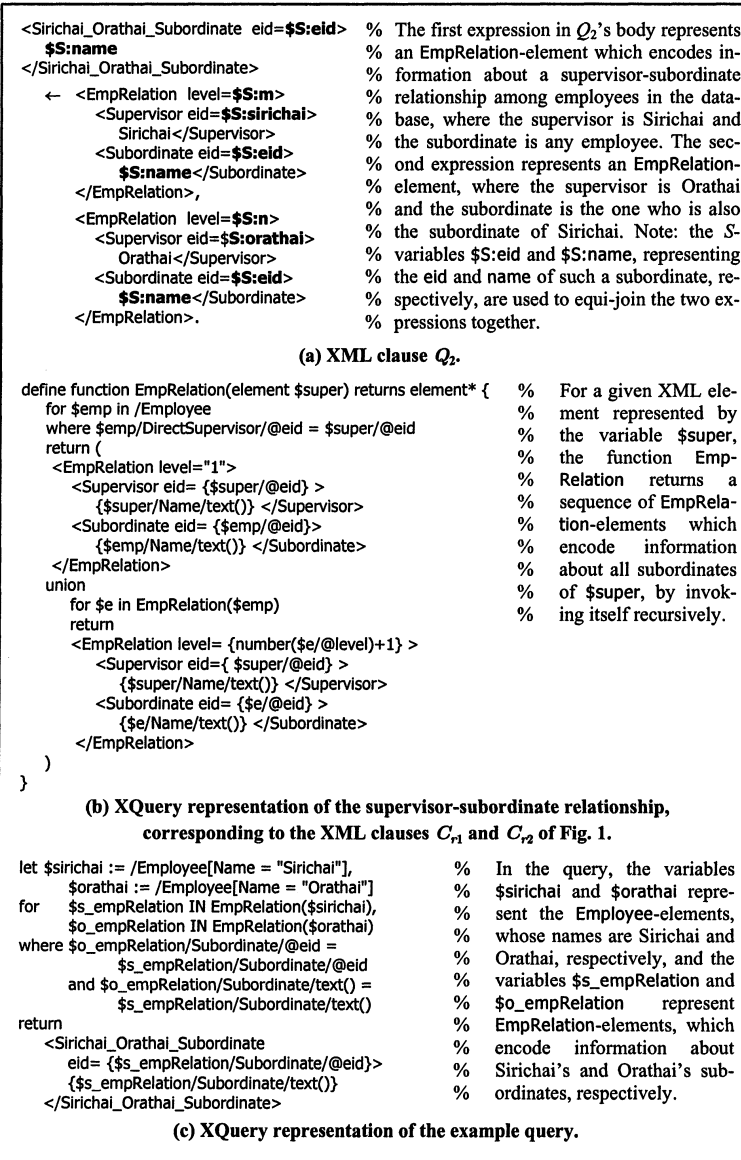 <Sirichai_Orathai_Subordinate eid=$S:eid>
$S:name
</Sirichai_Orathai_Subordinate>
← <EmpRelation level=$S:m>
<Supervisor eid=$S:sirichai>
Sirichai</Supervisor>
<Subordinate eid=$S:eid>
$S:name</Subordinate>
</EmpRelation>,
<EmpRelation level=$S:n>
<Supervisor eid=$S:orathai>
Orathai</Supervisor>
<Subordinate eid=$S:eid>
$S:name</Subordinate>
</EmpRelation>.
% The first expression in Q2's body represents
% an EmpRelation-element which encodes in-
% formation about a supervisor-subordinate
% relationship among employees in the data-
% base, where the supervisor is Sirichai and
% the subordinate is any employee. The sec-
% ond expression represents an EmpRelation-
% element, where the supervisor is Orathai
% and the subordinate is the one who is also
% the subordinate of Sirichai. Note: the S-
% variables $S:eid and $S:name, representing
% the eid and name of such a subordinate, re-
% spectively, are used to equi-join the two ex-
% pressions together.
(a) XML clause Q2.
define function EmpRelation(element $super) returns element* {
for $emp in /Employee
where $emp/DirectSupervisor/@eid = $super/@eid
return (
<EmpRelation level="1">
<Supervisor eid= {$super/@eid} >
{$super/Name/text()} </Supervisor>
<Subordinate eid= {$emp/@eid}>
{$emp/Name/text()} </Subordinate>
</EmpRelation>
union
for $e in EmpRelation($emp)
return
<EmpRelation level= {number($e/@level)+1} >
<Supervisor eid={ $super/@eid} >
{$super/Name/text()} </Supervisor>
<Subordinate eid= {$e/@eid} >
{$e/Name/text()} </Subordinate>
</EmpRelation>
)
}
% For a given XML ele-
% ment represented by
% the variable $super,
% the function Emp-
% Relation returns a
% sequence of EmpRela-
% tion-elements which
% encode information
% about all subordinates
% of $super, by invok-
% ing itself recursively.
(b) XQuery representation of the supervisor-subordinate relationship,
corresponding to the XML clauses Cr1 and Cr2 of Fig. 1.
let $sirichai := /Employee[Name = "Sirichai"],
$orathai := /Employee[Name = "Orathai"]
for $s_empRelation IN EmpRelation($sirichai),
$o_empRelation IN EmpRelation($orathai)
where $o_empRelation/Subordinate/@eid =
$s_empRelation/Subordinate/@eid
and $o_empRelation/Subordinate/text() =
$s_empRelation/Subordinate/text()
return
<Sirichai_Orathai_Subordinate
eid= {$s_empRelation/Subordinate/@eid}>
{$s_empRelation/Subordinate/text()}
</Sirichai_Orathai_Subordinate>
% In the query, the variables
% $sirichai and $orathai repre-
% sent the Employee-elements,
% whose names are Sirichai and
% Orathai, respectively, and the
% variables $s_empRelation and
% $o_empRelation represent
% EmpRelation-elements, which
% encode information about
% Sirichai's and Orathai's sub-
% ordinates, respectively.
(c) XQuery representation of the example query.